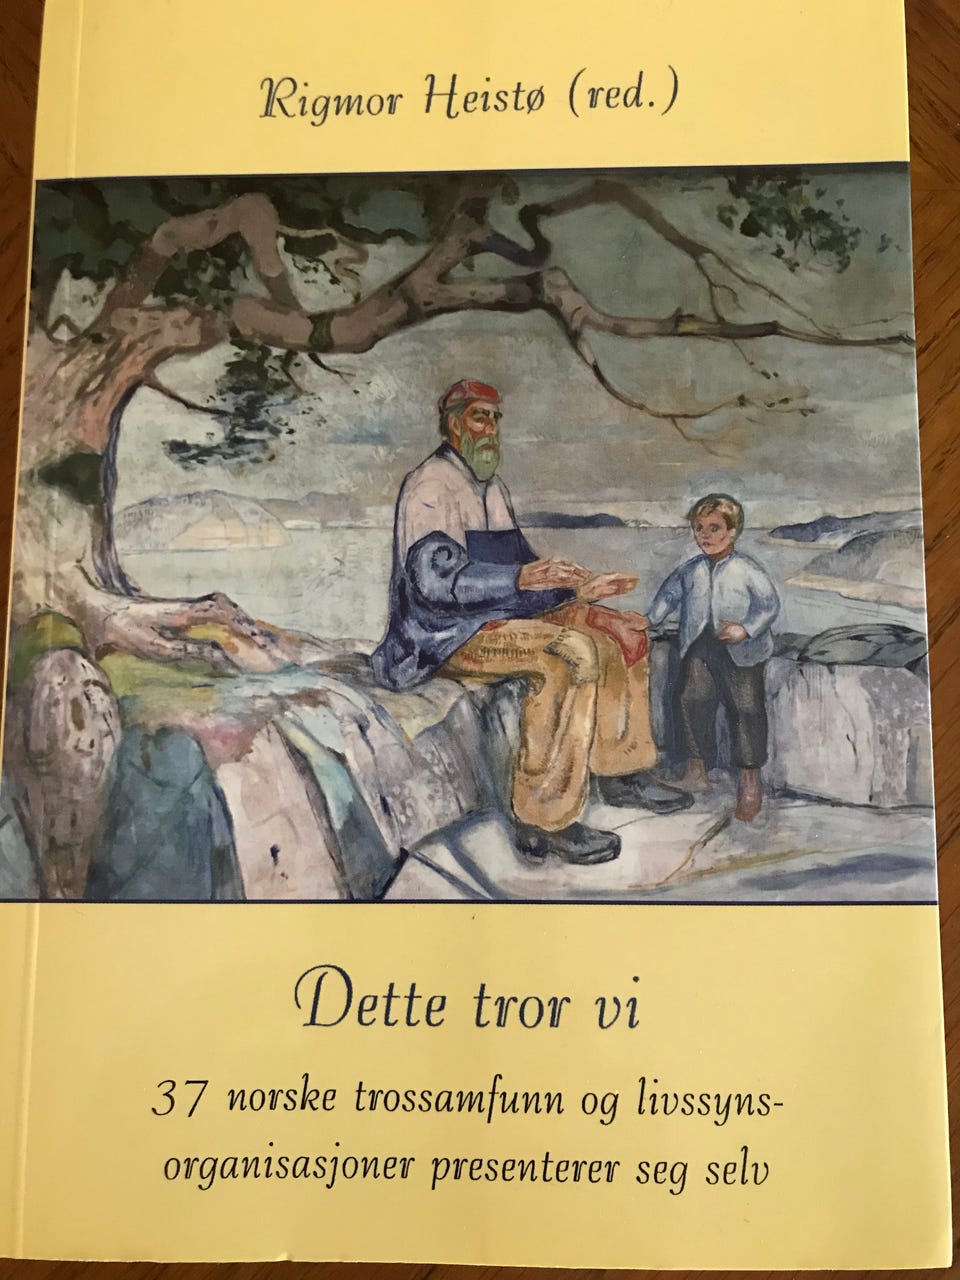 Rigmor Heistø (red.)
Dette tror vi
37 norske trossamfunn og livssyns-
organisasjoner presenterer seg selv